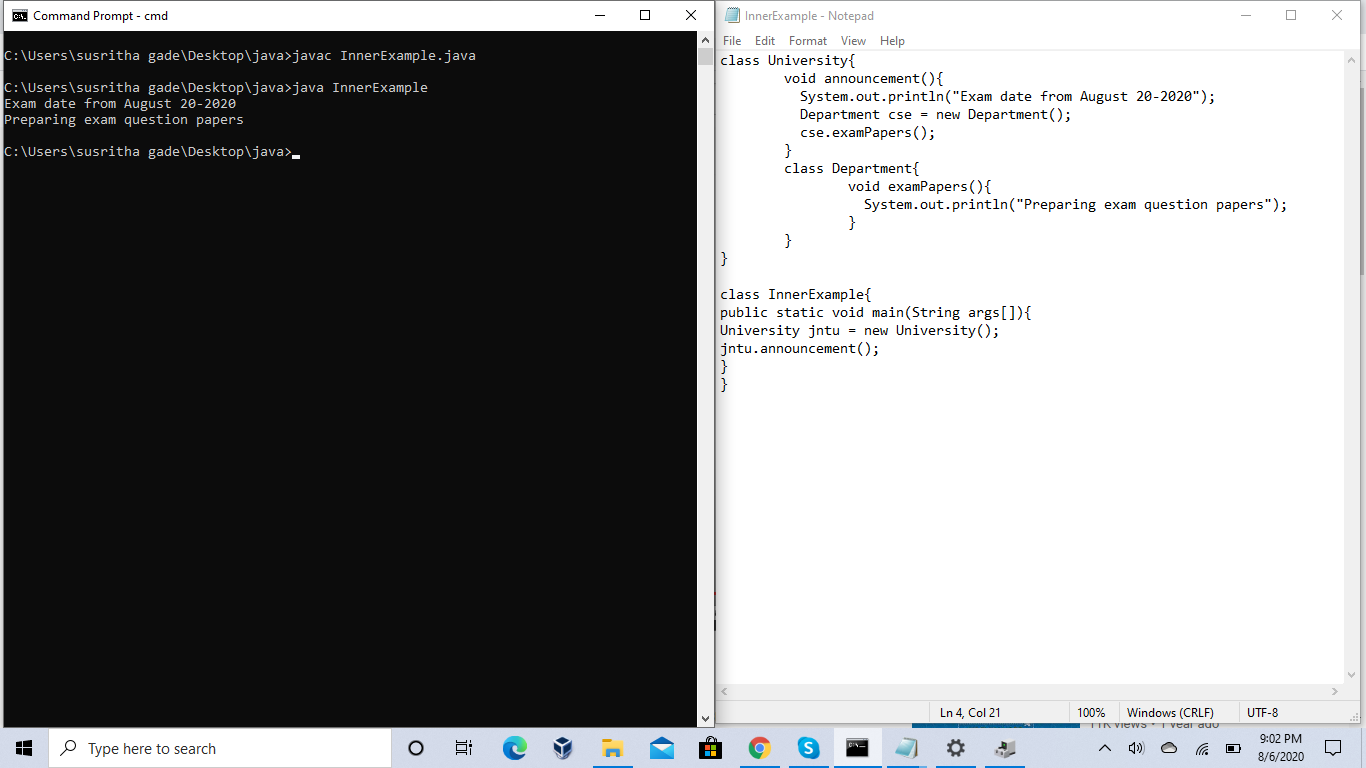 Command Prompt - cmd
C:\Users\susritha gade\Desktop\java>javac InnerExample.java
C:\Users\susritha gade\Desktop\java>java InnerExample
Exam date from August 20-2020
Preparing exam question papers
C:\Users\susritha gade\Desktop\java>
InnerExample - Notepad
File Edit Format View Help
class University{
        void announcement(){
          System.out.println("Exam date from August 20-2020");
          Department cse = new Department();
          cse.examPapers();
        }
        class Department{
                void examPapers(){
                  System.out.println("Preparing exam question papers");
                }
        }
}
class InnerExample{
public static void main(String args[]){
University jntu = new University();
jntu.announcement();
}
}
Ln 4, Col 21 100% Windows (CRLF) UTF-8
views • 1 year ago
Type here to search
9:02 PM
8/6/2020